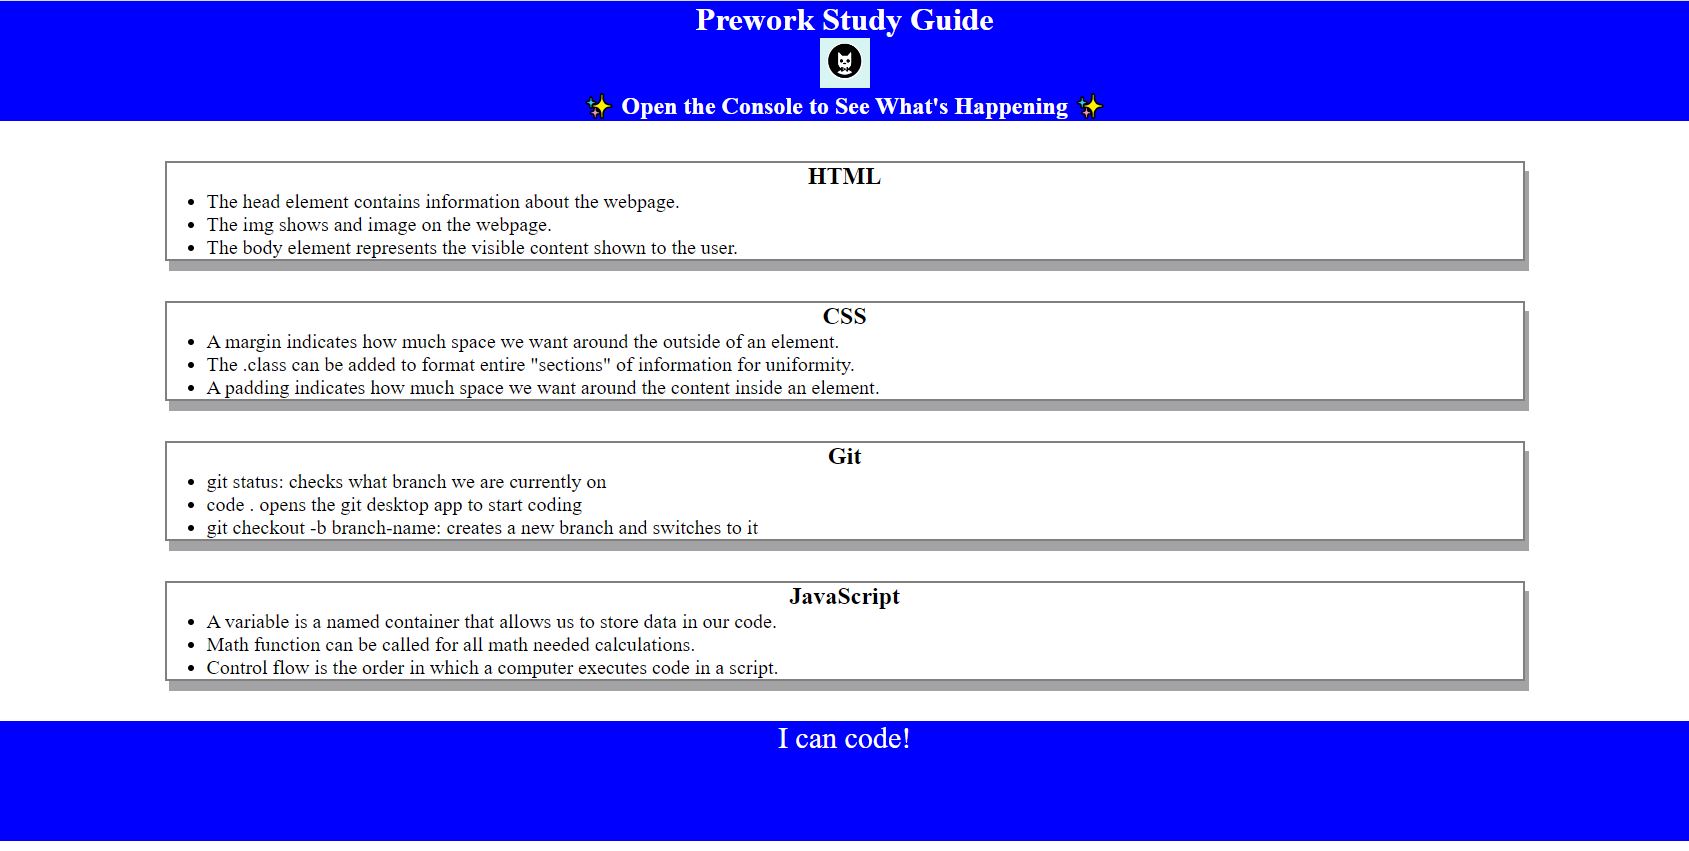 Prework Study Guide
✨ Open the Console to See What's Happening ✨
HTML
• The head element contains information about the webpage.
• The img shows and image on the webpage.
• The body element represents the visible content shown to the user.
CSS
• A margin indicates how much space we want around the outside of an element.
• The .class can be added to format entire "sections" of information for uniformity.
• A padding indicates how much space we want around the content inside an element.
Git
• git status: checks what branch we are currently on
• code . opens the git desktop app to start coding
• git checkout -b branch-name: creates a new branch and switches to it
JavaScript
• A variable is a named container that allows us to store data in our code.
• Math function can be called for all math needed calculations.
• Control flow is the order in which a computer executes code in a script.
I can code!